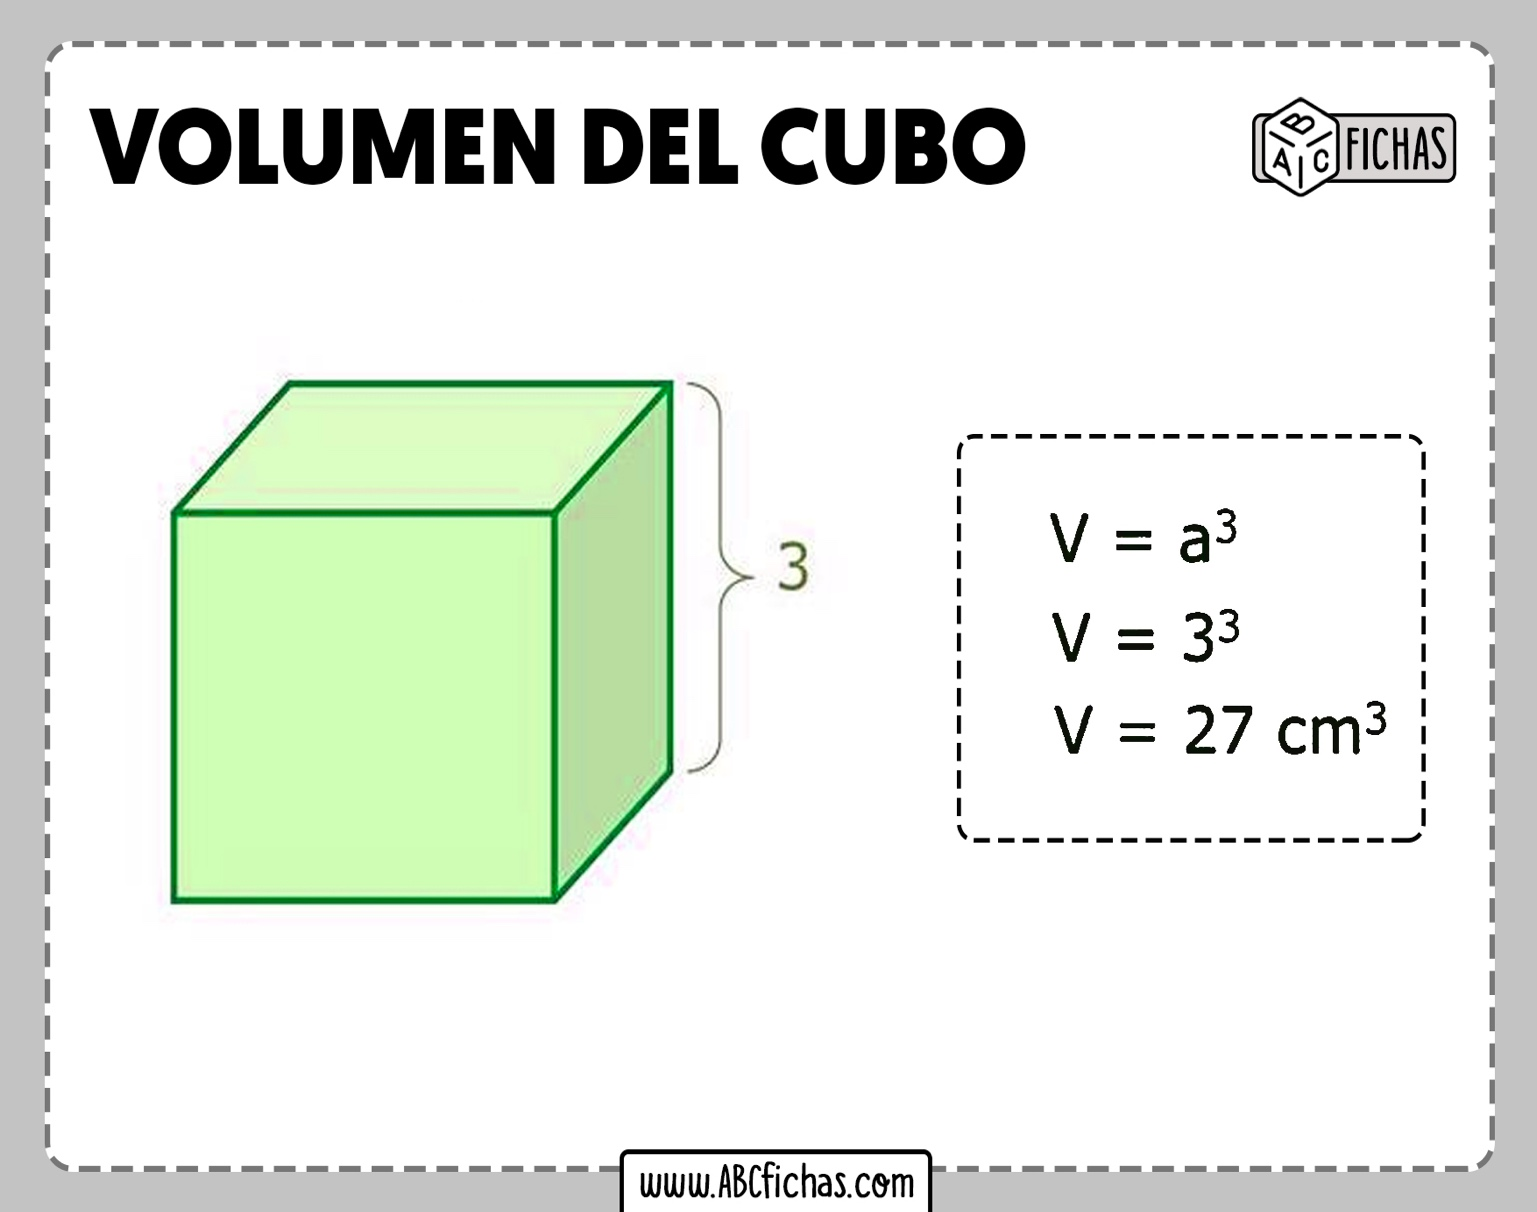 VOLUMEN DEL CUBO
A B C FICHAS
3
V = a³
V = 3³
V = 27 cm³
www.ABCfichas.com